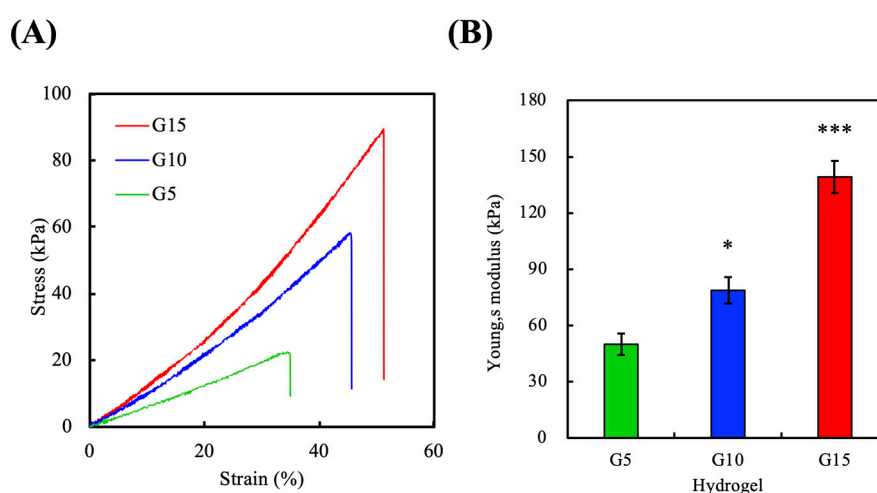 (A)
100
80
60
40
20
0
0 20 40 60
Stress (kPa)
Strain (%)
G15
G10
G5
(B)
180
150
120
90
60
30
0
Young,s modulus (kPa)
*
***
G5 G10 G15
Hydrogel